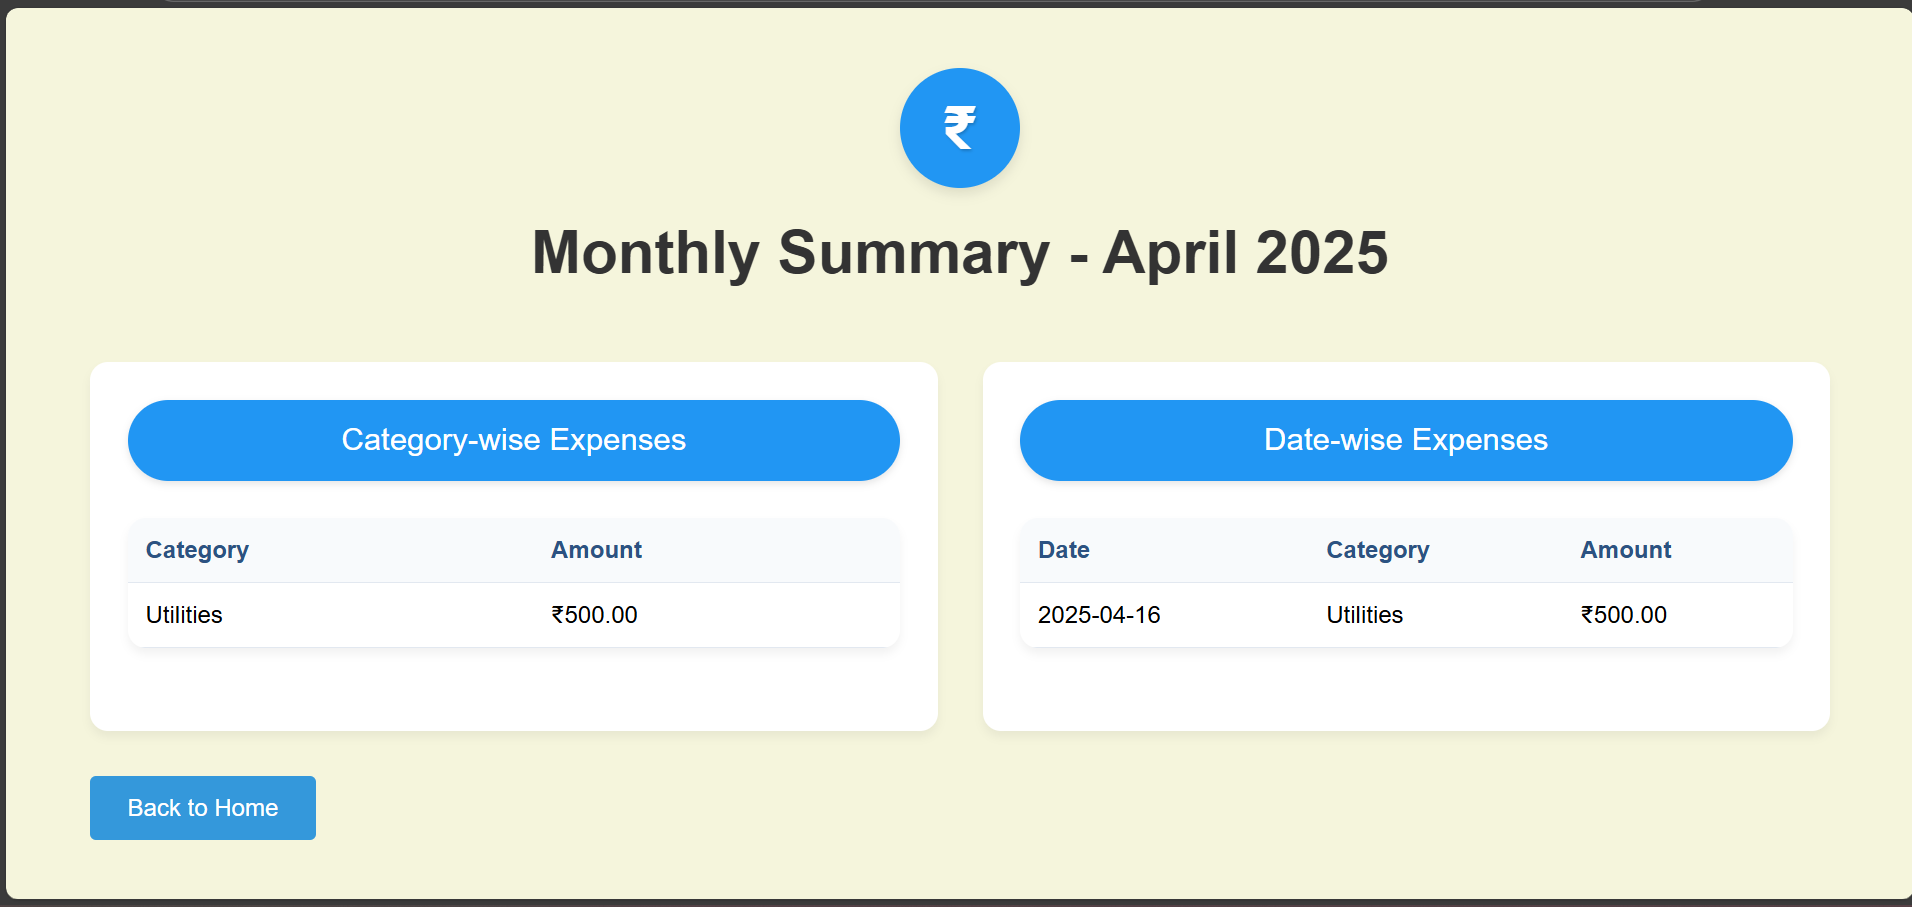 ₹
Monthly Summary - April 2025
Category-wise Expenses
Category Amount
Utilities ₹500.00
Date-wise Expenses
Date Category Amount
2025-04-16 Utilities ₹500.00
Back to Home